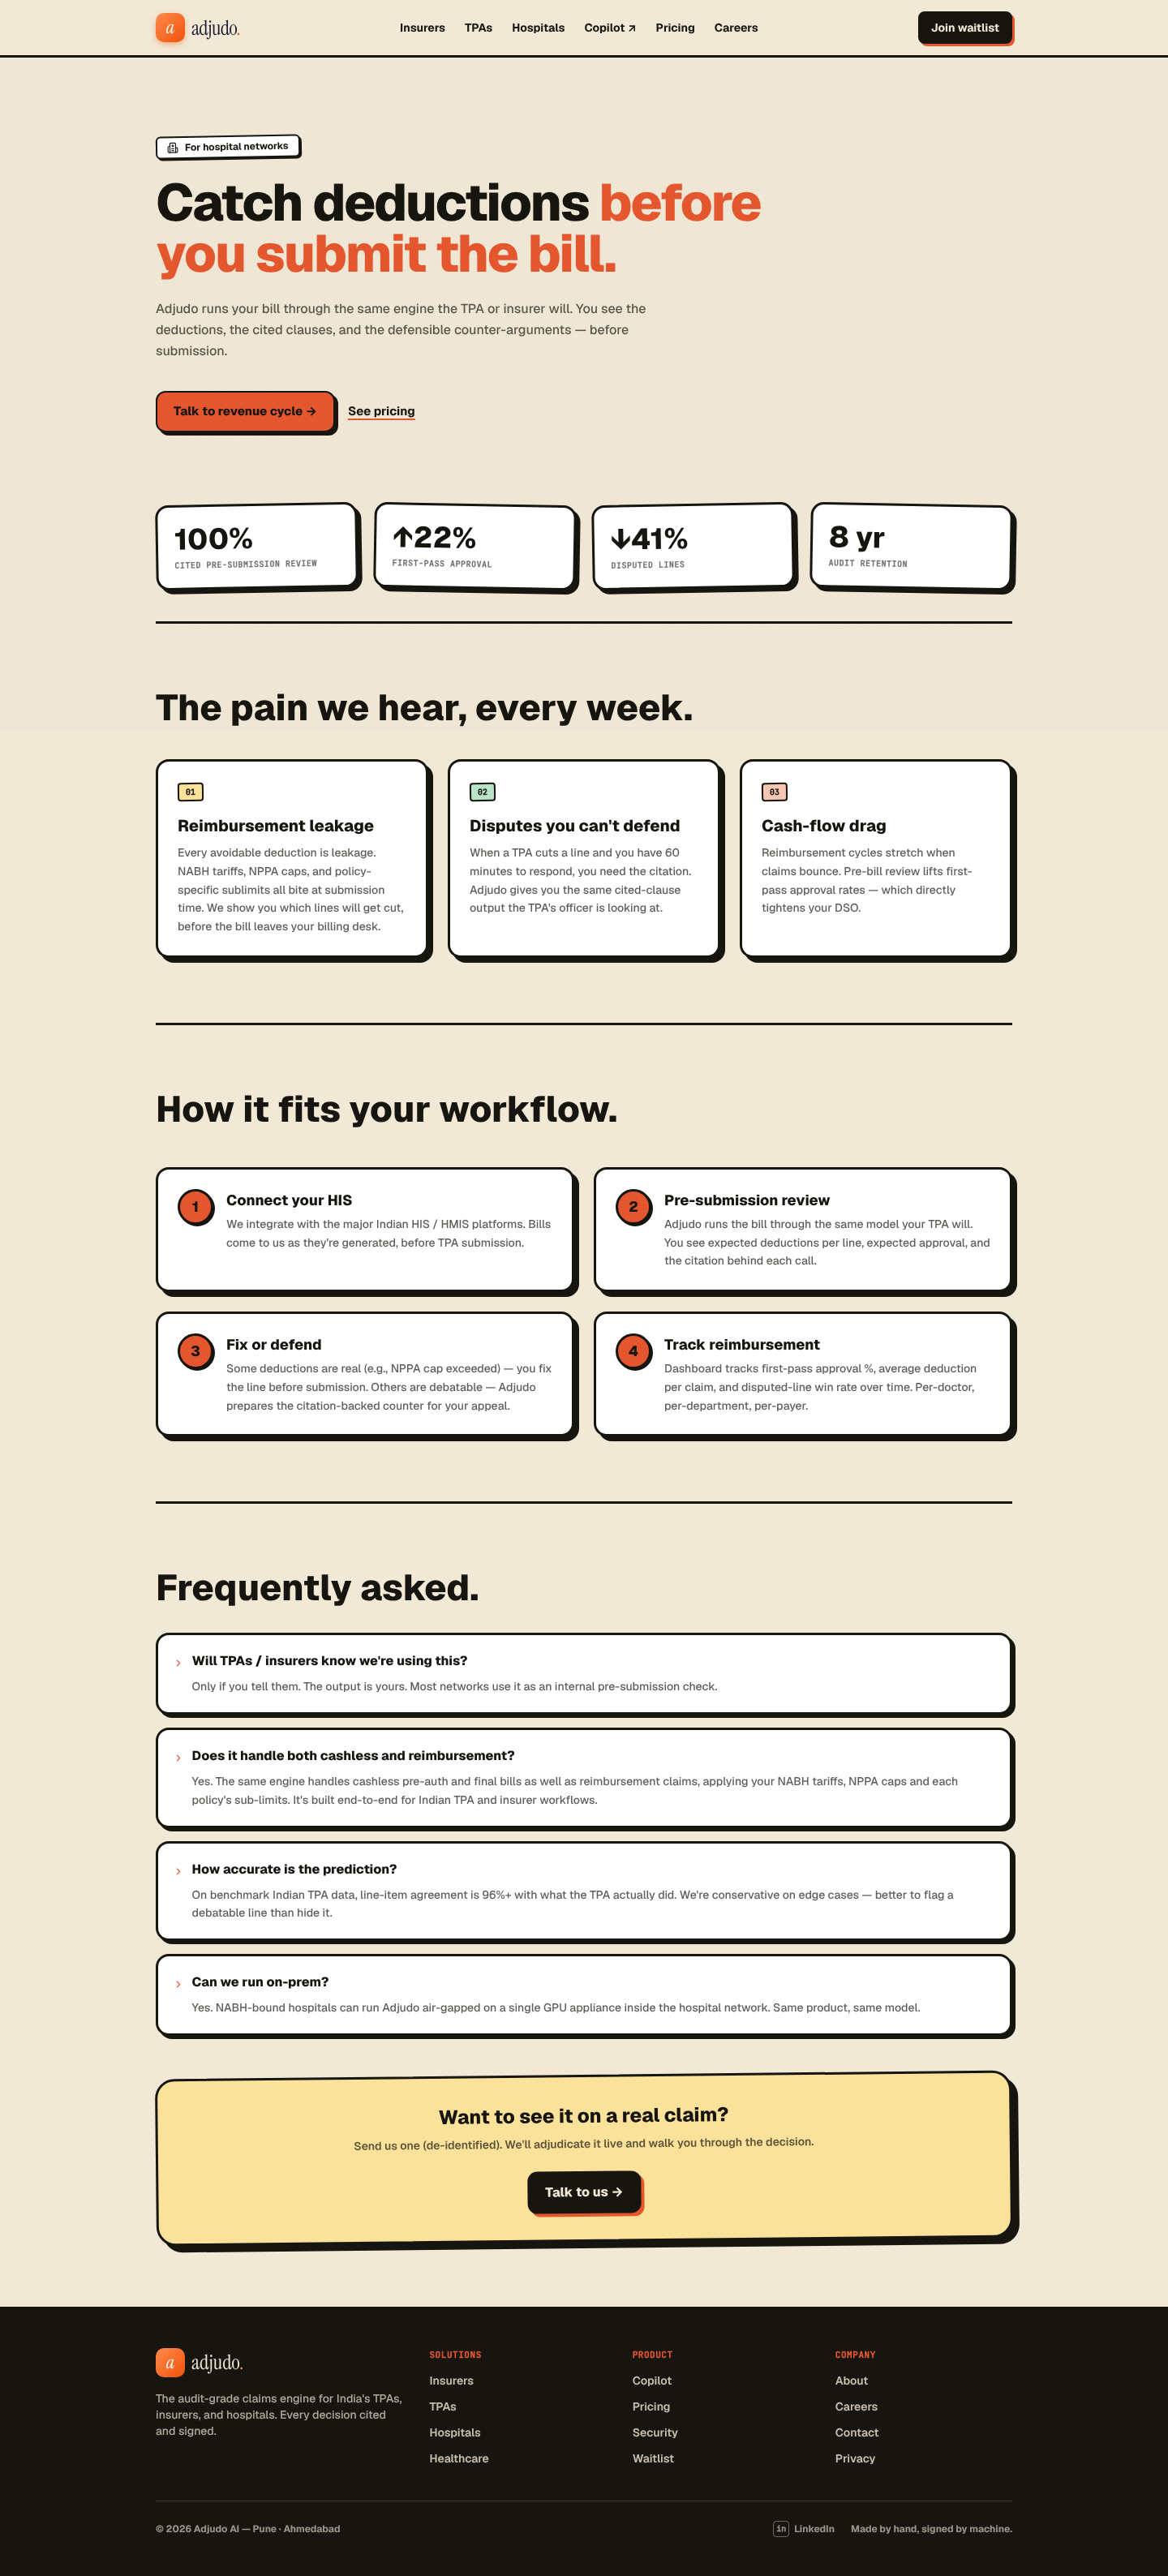 a adjudo.
Insurers TPAs Hospitals Copilot ↗ Pricing Careers
Join waitlist
For hospital networks
Catch deductions before
you submit the bill.
Adjudo runs your bill through the same engine the TPA or insurer will. You see the
deductions, the cited clauses, and the defensible counter-arguments — before
submission.
Talk to revenue cycle → See pricing
100%
CITED PRE-SUBMISSION REVIEW
↑22%
FIRST-PASS APPROVAL
↓41%
DISPUTED LINES
8 yr
AUDIT RETENTION
The pain we hear, every week.
01
Reimbursement leakage
Every avoidable deduction is leakage.
NABH tariffs, NPPA caps, and policy-
specific sublimits all bite at submission
time. We show you which lines will get cut,
before the bill leaves your billing desk.
02
Disputes you can't defend
When a TPA cuts a line and you have 60
minutes to respond, you need the citation.
Adjudo gives you the same cited-clause
output the TPA's officer is looking at.
03
Cash-flow drag
Reimbursement cycles stretch when
claims bounce. Pre-bill review lifts first-
pass approval rates — which directly
tightens your DSO.
How it fits your workflow.
1
Connect your HIS
We integrate with the major Indian HIS / HMIS platforms. Bills
come to us as they're generated, before TPA submission.
2
Pre-submission review
Adjudo runs the bill through the same model your TPA will.
You see expected deductions per line, expected approval, and
the citation behind each call.
3
Fix or defend
Some deductions are real (e.g., NPPA cap exceeded) — you fix
the line before submission. Others are debatable — Adjudo
prepares the citation-backed counter for your appeal.
4
Track reimbursement
Dashboard tracks first-pass approval %, average deduction
per claim, and disputed-line win rate over time. Per-doctor,
per-department, per-payer.
Frequently asked.
› Will TPAs / insurers know we're using this?
Only if you tell them. The output is yours. Most networks use it as an internal pre-submission check.
› Does it handle both cashless and reimbursement?
Yes. The same engine handles cashless pre-auth and final bills as well as reimbursement claims, applying your NABH tariffs, NPPA caps and each
policy's sub-limits. It's built end-to-end for Indian TPA and insurer workflows.
› How accurate is the prediction?
On benchmark Indian TPA data, line-item agreement is 96%+ with what the TPA actually did. We're conservative on edge cases — better to flag a
debatable line than hide it.
› Can we run on-prem?
Yes. NABH-bound hospitals can run Adjudo air-gapped on a single GPU appliance inside the hospital network. Same product, same model.
Want to see it on a real claim?
Send us one (de-identified). We'll adjudicate it live and walk you through the decision.
Talk to us →
a adjudo.
The audit-grade claims engine for India's TPAs,
insurers, and hospitals. Every decision cited
and signed.
SOLUTIONS
Insurers
TPAs
Hospitals
Healthcare
PRODUCT
Copilot
Pricing
Security
Waitlist
COMPANY
About
Careers
Contact
Privacy
© 2026 Adjudo AI — Pune · Ahmedabad
in LinkedIn Made by hand, signed by machine.